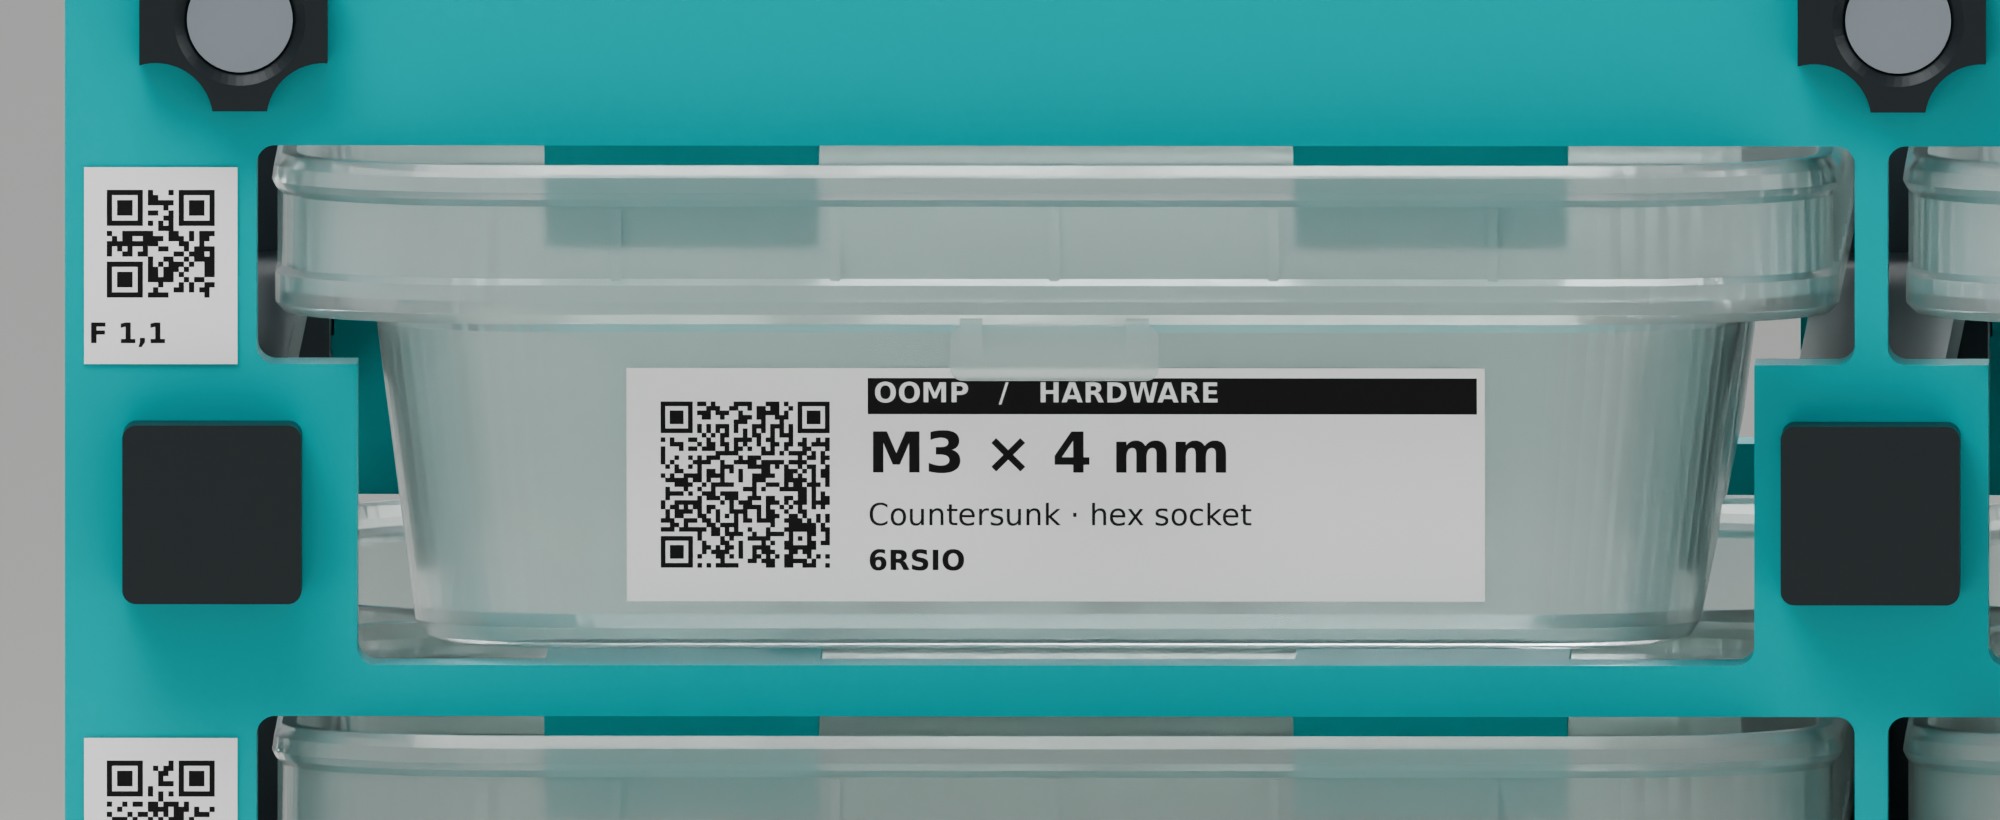 F 1,1
OOMP / HARDWARE
M3 × 4 mm
Countersunk · hex socket
6RSIO